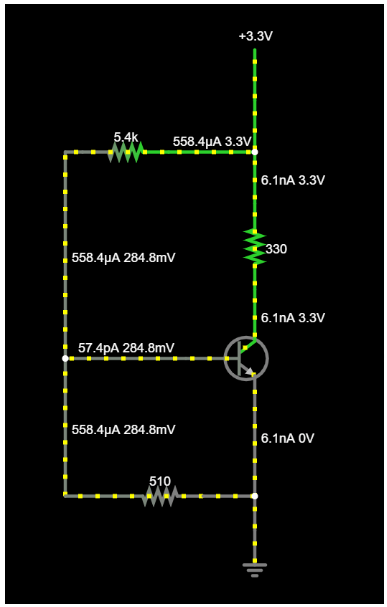 +3.3V
5.4k
558.4μA 3.3V
6.1nA 3.3V
330
558.4μA 284.8mV
6.1nA 3.3V
57.4pA 284.8mV
558.4μA 284.8mV
6.1nA 0V
510